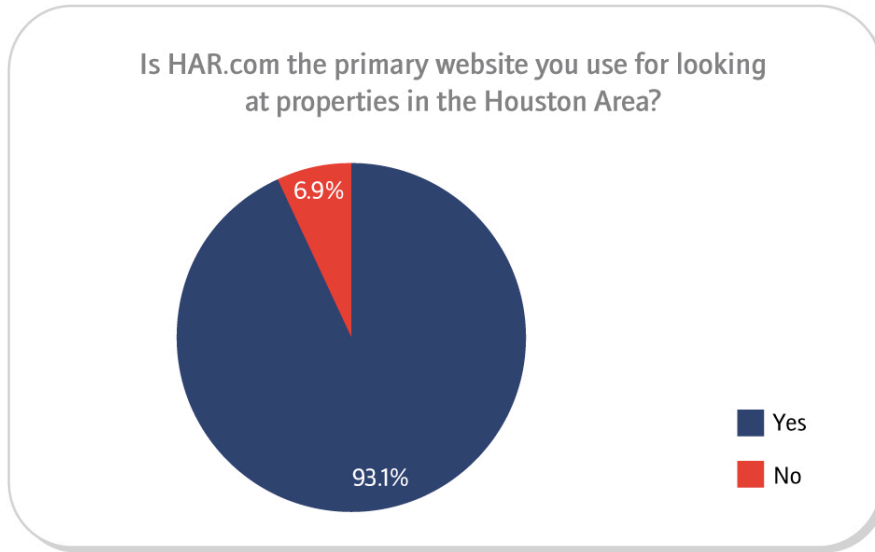 Is HAR.com the primary website you use for looking
at properties in the Houston Area?
6.9%
93.1%
Yes
No